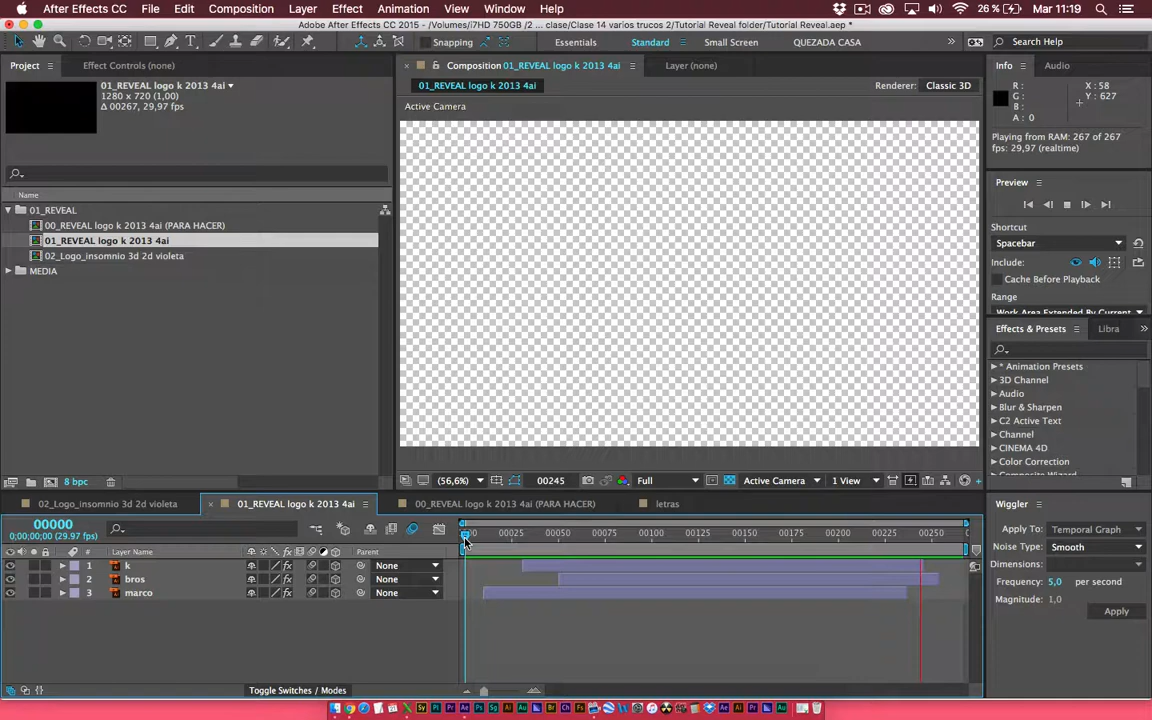 After Effects CC File Edit Composition Layer Effect Animation View Window Help 26 % Mar 11:19
Adobe After Effects CC 2015 - /Volumes/i7HD 750GB /2 ... clase/Clase 14 varios trucos 2/Tutorial Reveal folder/Tutorial Reveal.aep *
Snapping Essentials Standard Small Screen QUEZADA CASA » Search Help
Project Effect Controls (none)
01_REVEAL logo k 2013 4ai
1280 x 720 (1,00)
Δ 00267, 29,97 fps
Name
01_REVEAL
00_REVEAL logo k 2013 4ai (PARA HACER)
01_REVEAL logo k 2013 4ai
02_Logo_insomnio 3d 2d violeta
MEDIA
8 bpc
Composition 01_REVEAL logo k 2013 4ai Layer (none)
01_REVEAL logo k 2013 4ai Renderer: Classic 3D
Active Camera
(56,6%) 00245 Full Active Camera 1 View
Info Audio
R : X : 58
G : Y : 627
B :
A : 0
Playing from RAM: 267 of 267
fps: 29,97 (realtime)
Preview
Shortcut
Spacebar
Include:
Cache Before Playback
Range
Work Area Extended By Current
Effects & Presets Libra »
* Animation Presets
3D Channel
Audio
Blur & Sharpen
C2 Active Text
Channel
CINEMA 4D
Color Correction
02_Logo_insomnio 3d 2d violeta 01_REVEAL logo k 2013 4ai 00_REVEAL logo k 2013 4ai (PARA HACER) letras
00000
0;00;00;00 (29.97 fps)
00025 00050 00075 00100 00125 00150 00175 00200 00225 00250
# Layer Name Parent
1 k None
2 bros None
3 marco None
Toggle Switches / Modes
Wiggler
Apply To: Temporal Graph
Noise Type: Smooth
Dimensions:
Frequency: 5,0 per second
Magnitude: 1,0
Apply